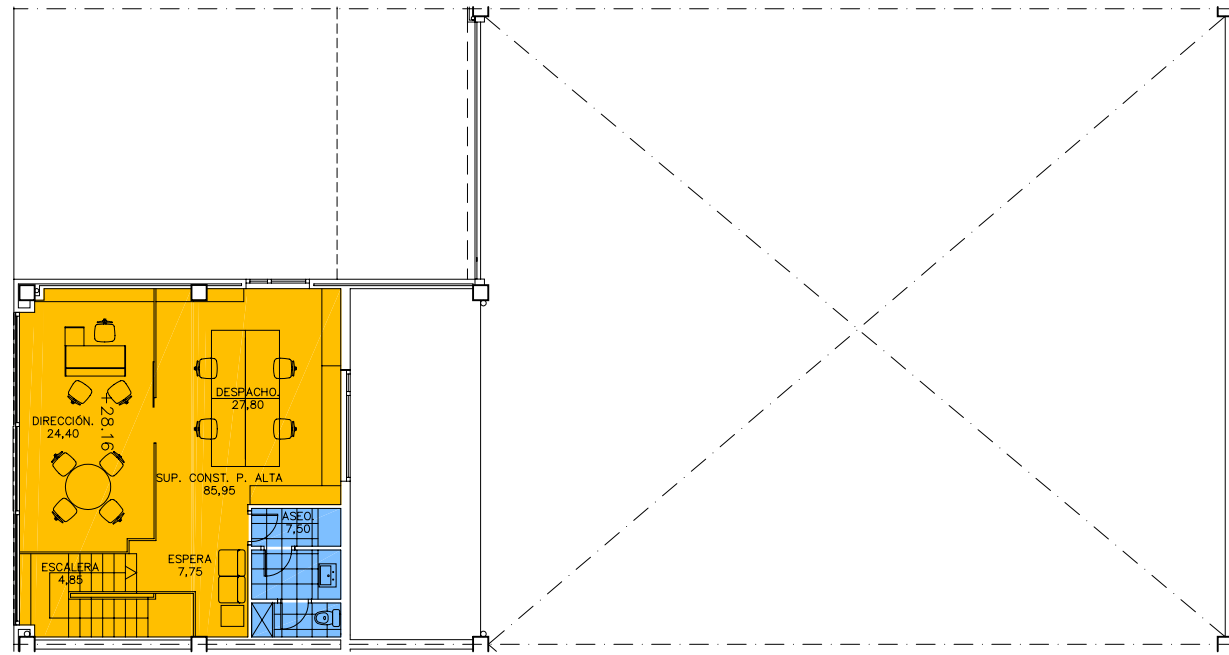 DESPACHO.
27,80
DIRECCIÓN.
24,40
+28.16
SUP. CONST. P. ALTA
85,95
ASEO.
7,50
ESPERA
7,75
ESCALERA
4,85